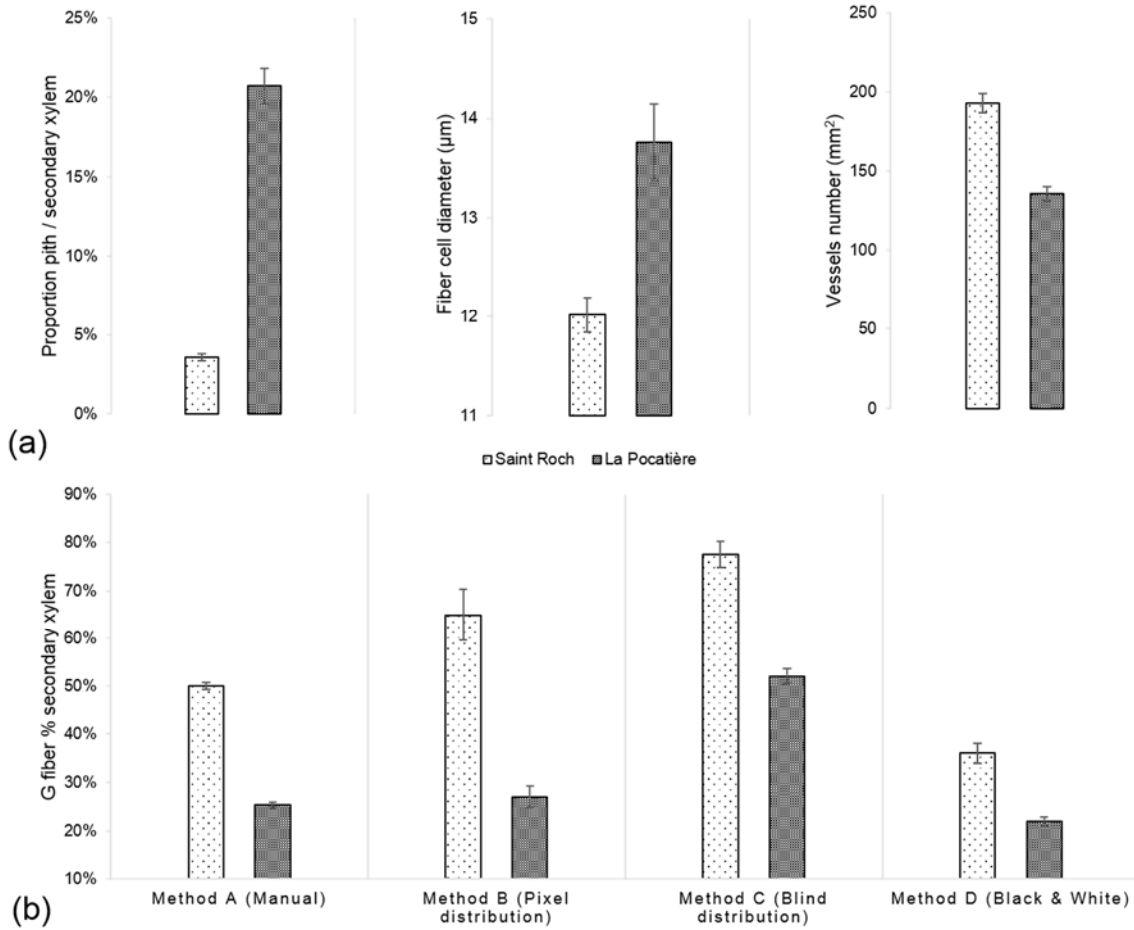 25%
20%
15%
10%
5%
0%
Proportion pith / secondary xylem
15
14
13
12
11
Fiber cell diameter (µm)
250
200
150
100
50
0
Vessels number (mm²)
(a)
Saint Roch La Pocatière
90%
80%
70%
60%
50%
40%
30%
20%
10%
G fiber % secondary xylem
Method A (Manual)
Method B (Pixel
distribution)
Method C (Blind
distribution)
Method D (Black & White)
(b)